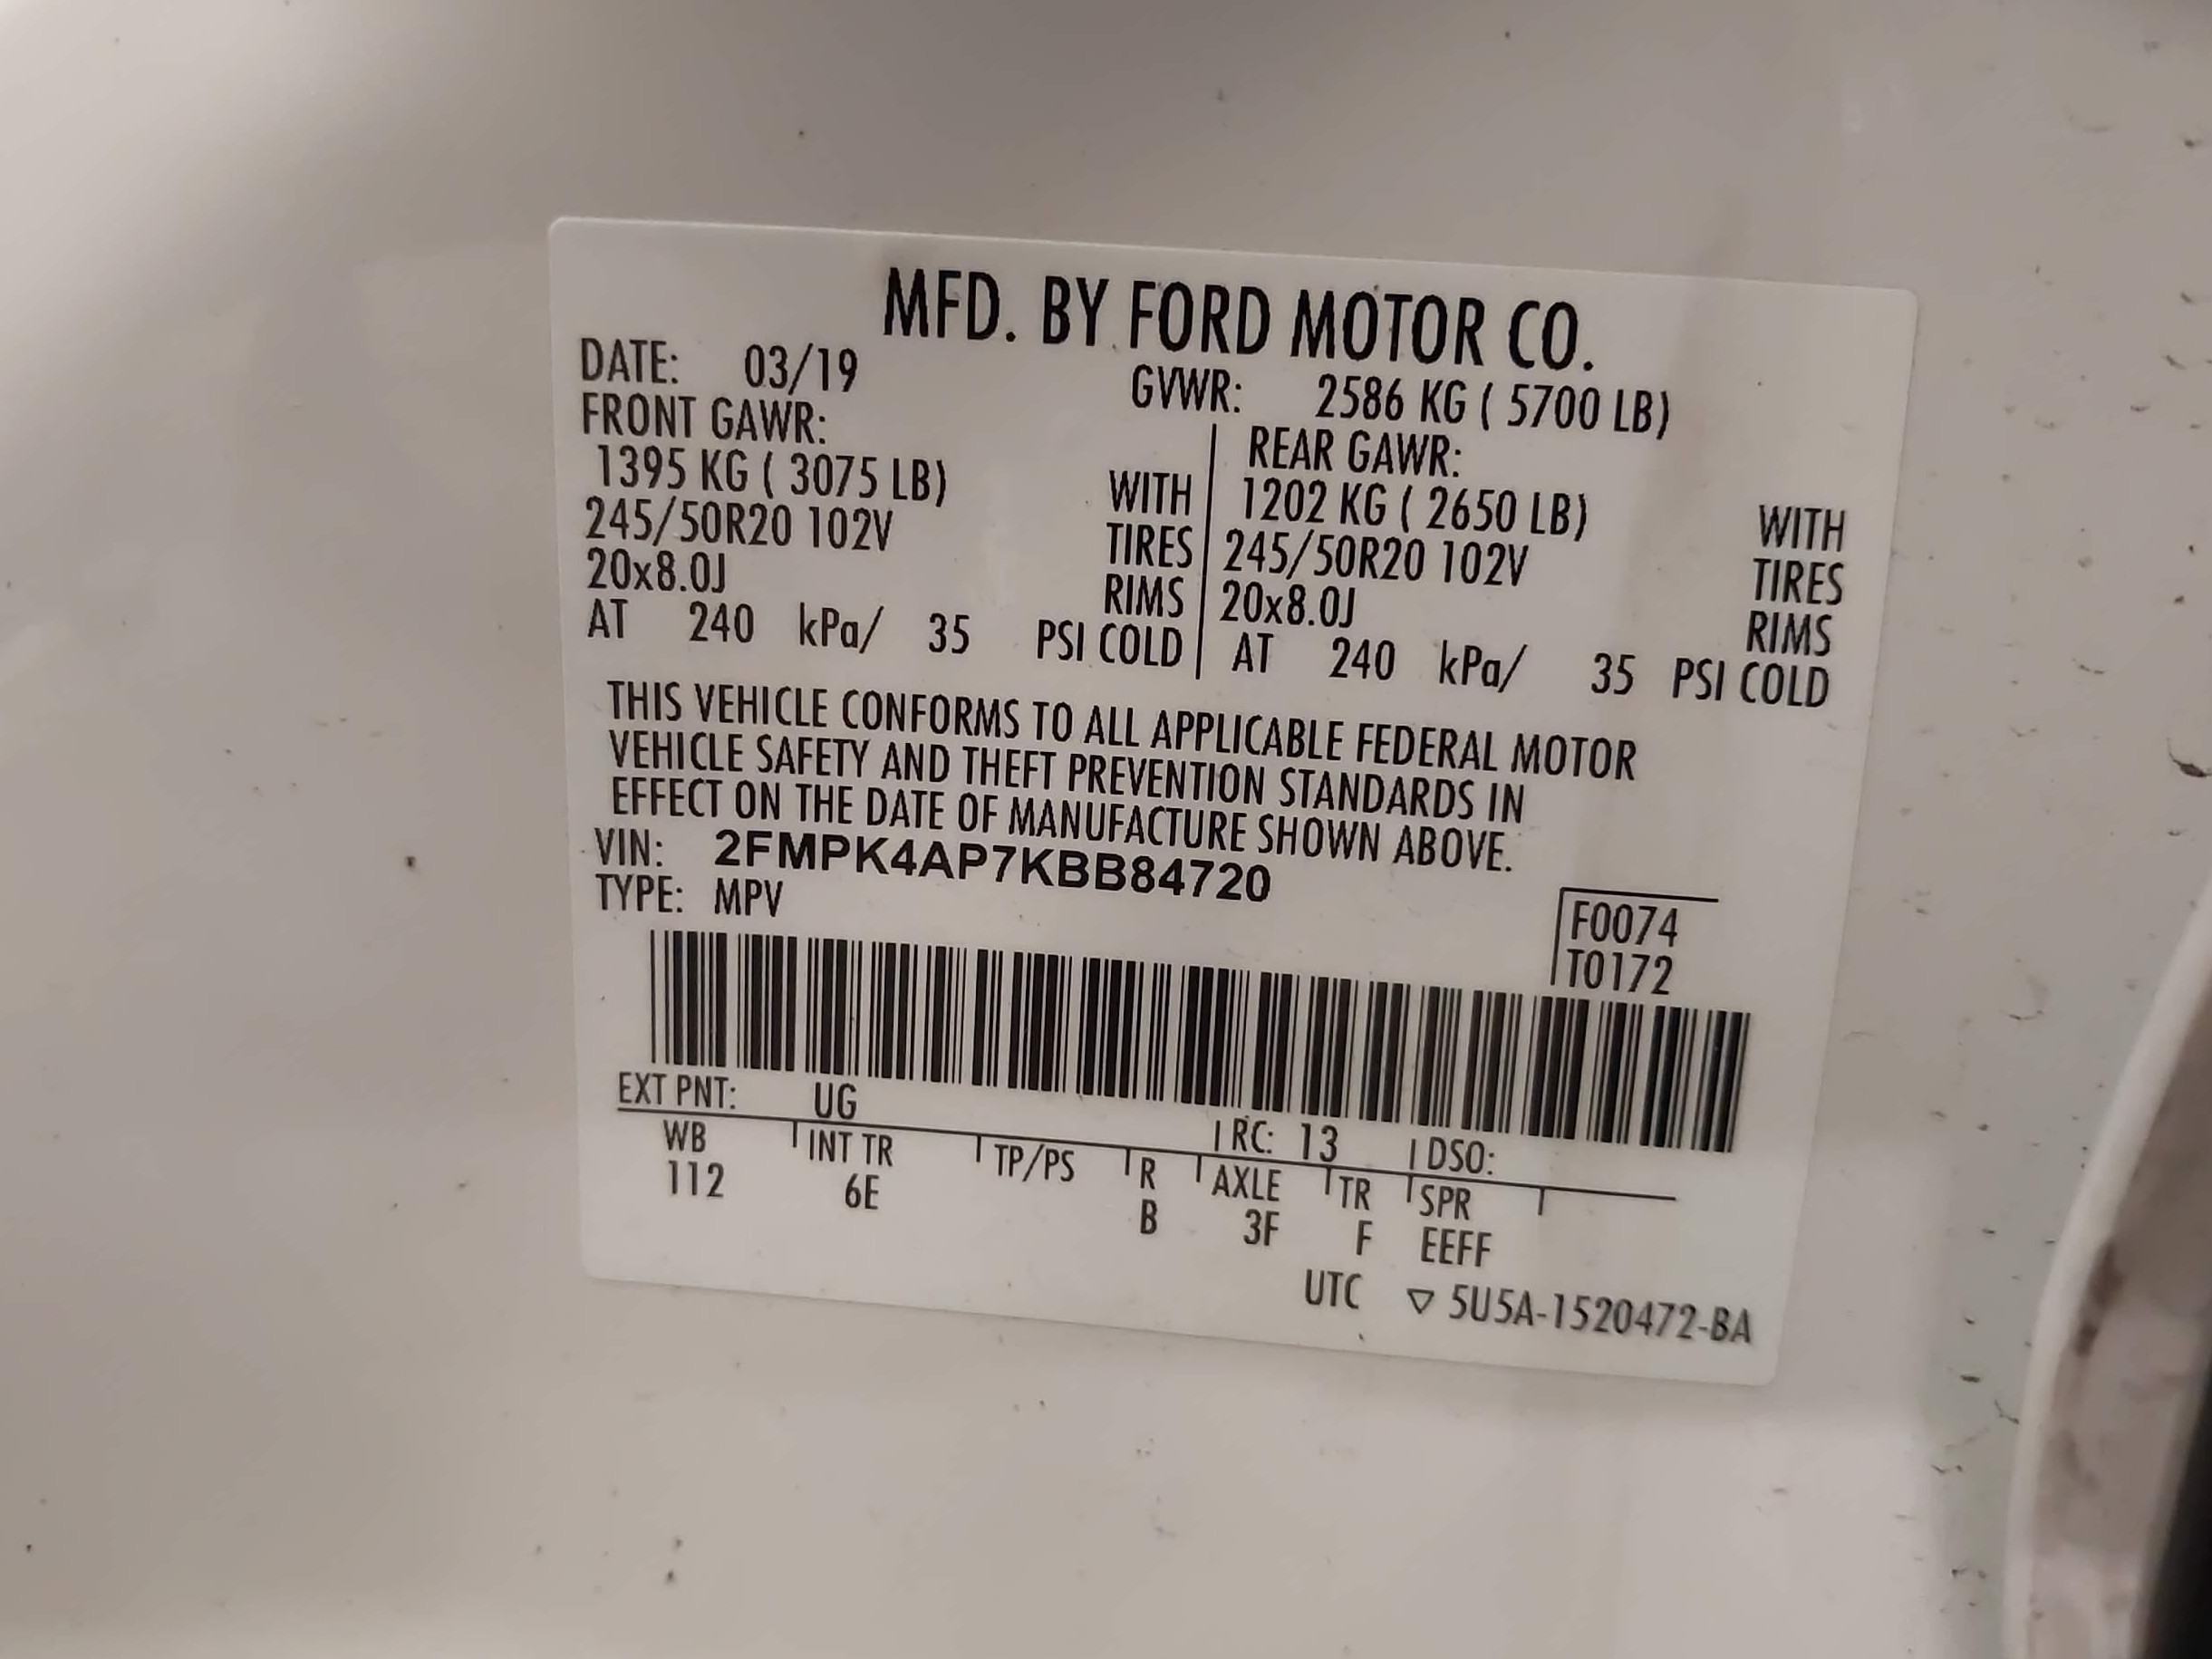 MFD. BY FORD MOTOR CO.
DATE: 03/19 GVWR: 2586 KG ( 5700 LB)
FRONT GAWR: REAR GAWR:
1395 KG ( 3075 LB) WITH 1202 KG ( 2650 LB) WITH
245/50R20 102V TIRES 245/50R20 102V TIRES
20x8.0J RIMS 20x8.0J RIMS
AT 240 kPa/ 35 PSI COLD AT 240 kPa/ 35 PSI COLD
THIS VEHICLE CONFORMS TO ALL APPLICABLE FEDERAL MOTOR
VEHICLE SAFETY AND THEFT PREVENTION STANDARDS IN
EFFECT ON THE DATE OF MANUFACTURE SHOWN ABOVE.
VIN: 2FMPK4AP7KBB84720
TYPE: MPV
F0074
T0172
EXT PNT: UG RC: 13 DSO:
WB INT TR TP/PS R AXLE TR SPR
112 6E B 3F F EEFF
UTC ▽ 5U5A-1520472-BA